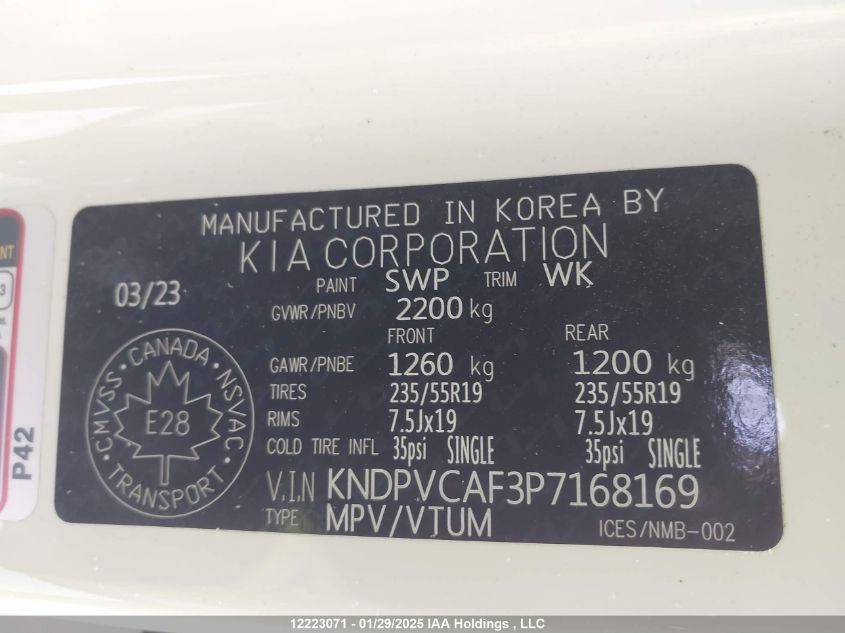 MANUFACTURED IN KOREA BY
KIA CORPORATION
03/23 PAINT SWP TRIM WK
GVWR/PNBV 2200 kg
FRONT REAR
GAWR/PNBE 1260 kg 1200 kg
TIRES 235/55R19 235/55R19
RIMS 7.5Jx19 7.5Jx19
COLD TIRE INFL 35psi SINGLE 35psi SINGLE
V.I.N KNDPVCAF3P7168169
TYPE MPV/VTUM ICES/NMB-002
CMVSS · CANADA · NSVAC · TRANSPORT ·
E28
NT
3
P42
12223071 - 01/29/2025 IAA Holdings , LLC